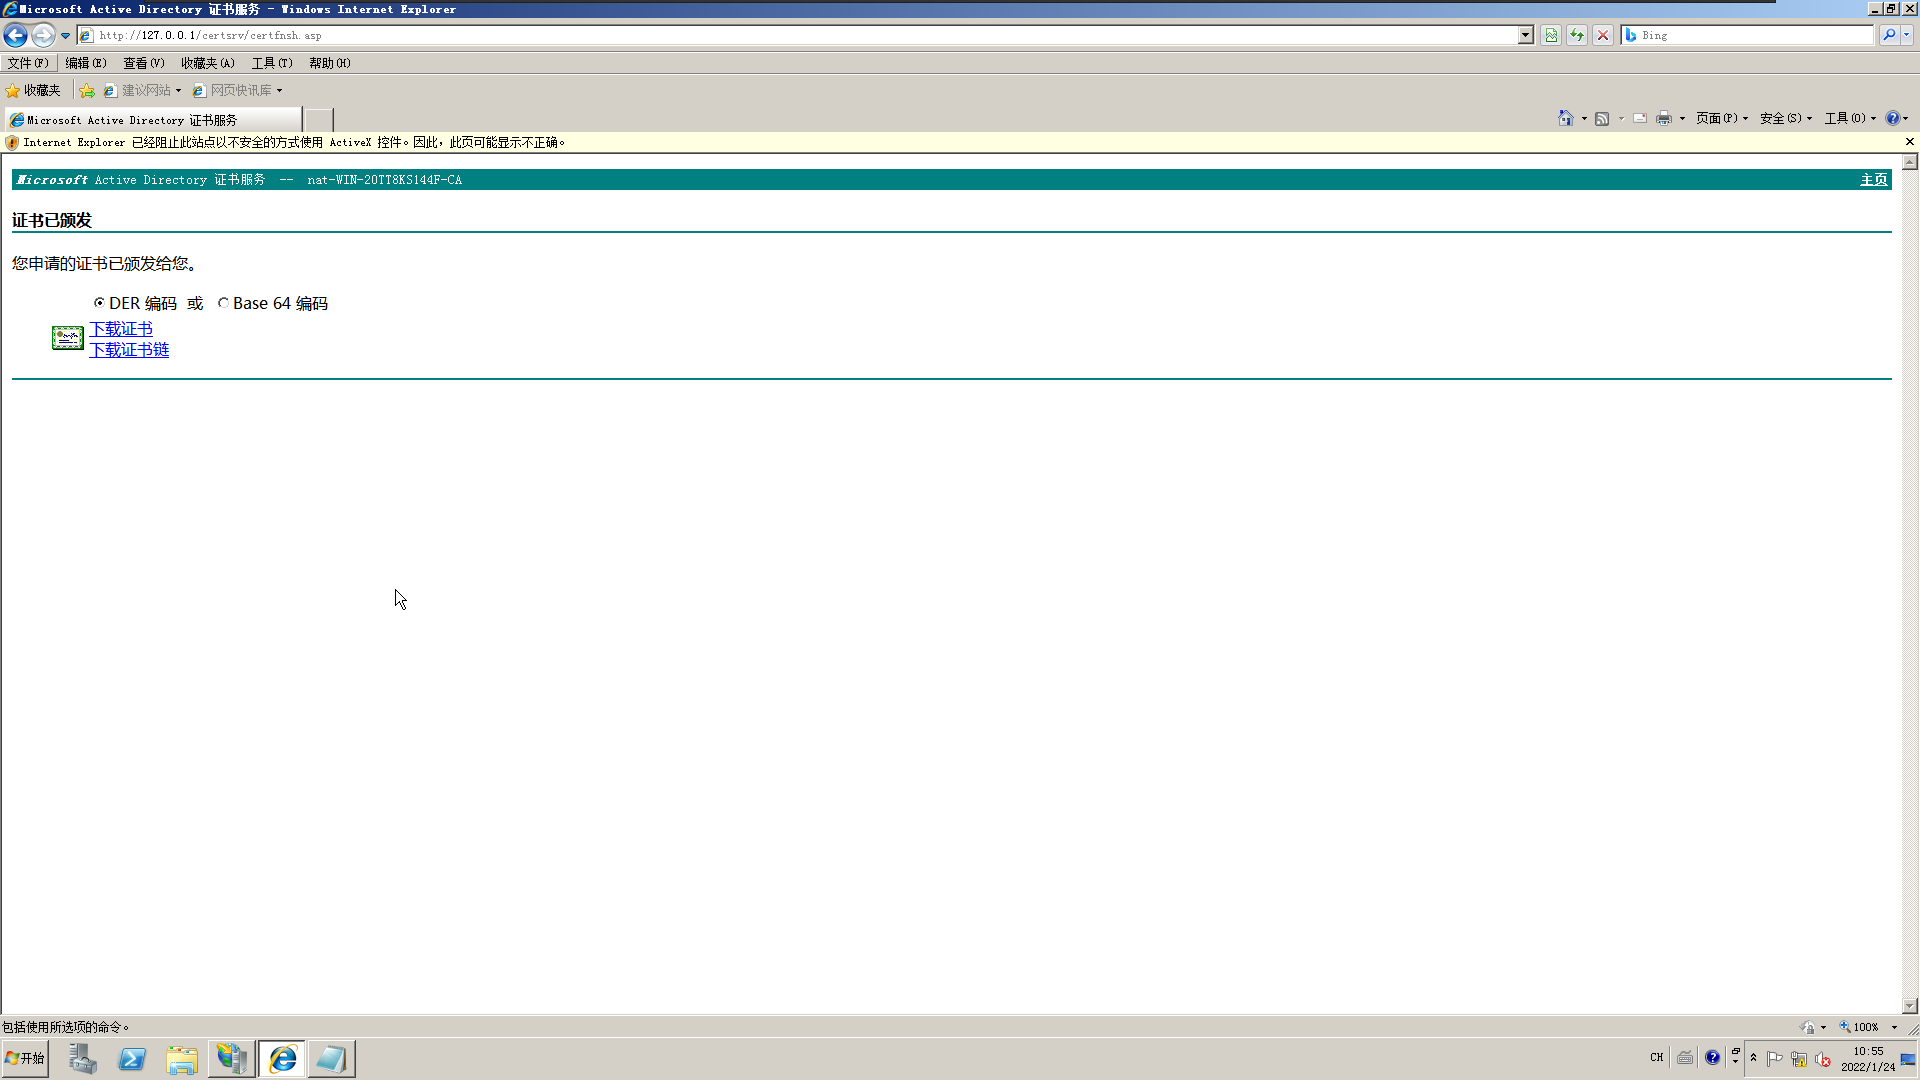 Microsoft Active Directory 证书服务 - Windows Internet Explorer
http://127.0.0.1/certsrv/certfnsh.asp
Bing
文件(F) 编辑(E) 查看(V) 收藏夹(A) 工具(T) 帮助(H)
收藏夹 建议网站 网页快讯库
Microsoft Active Directory 证书服务
页面(P) 安全(S) 工具(O)
Internet Explorer 已经阻止此站点以不安全的方式使用 ActiveX 控件。因此，此页可能显示不正确。
Microsoft Active Directory 证书服务 -- nat-WIN-20TT8KS144F-CA 主页
证书已颁发
您申请的证书已颁发给您。
DER 编码 或 Base 64 编码
下载证书
下载证书链
包括使用所选项的命令。
100%
开始
CH
10:55
2022/1/24